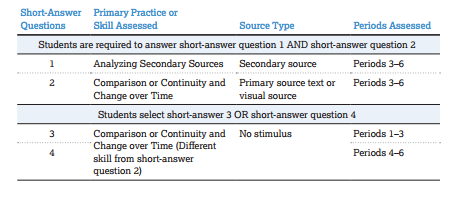 Short-Answer Primary Practice or
Questions Skill Assessed Source Type Periods Assessed
Students are required to answer short-answer question 1 AND short-answer question 2
1 Analyzing Secondary Sources Secondary source Periods 3–6
2 Comparison or Continuity and Primary source text or Periods 3–6
Change over Time visual source
Students select short-answer 3 OR short-answer question 4
3 Comparison or Continuity and No stimulus Periods 1–3
Change over Time (Different
4 skill from short-answer Periods 4–6
question 2)